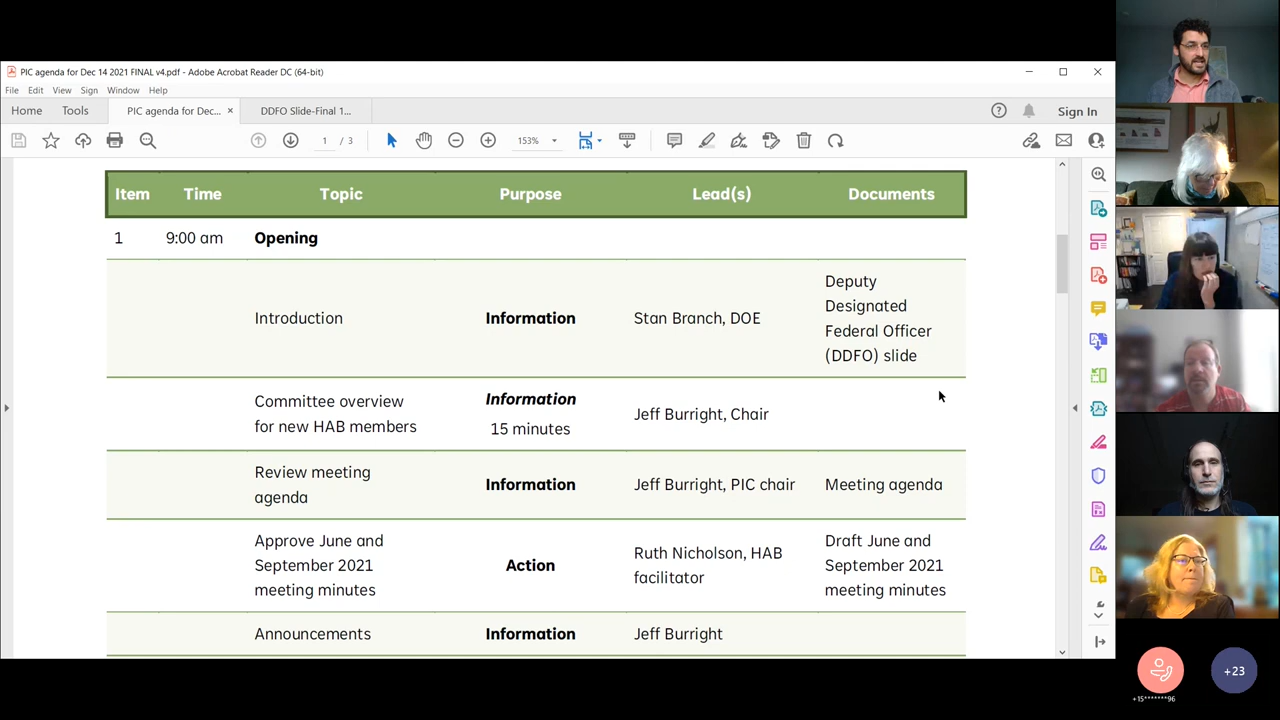 PIC agenda for Dec 14 2021 FINAL v4.pdf - Adobe Acrobat Reader DC (64-bit)
File Edit View Sign Window Help
Home Tools PIC agenda for Dec... × DDFO Slide-Final 1... Sign In
1 / 3 153%
Item Time Topic Purpose Lead(s) Documents
1 9:00 am Opening
Introduction Information Stan Branch, DOE
Deputy
Designated
Federal Officer
(DDFO) slide
Committee overview
for new HAB members
Information
15 minutes
Jeff Burright, Chair
Review meeting
agenda
Information
Jeff Burright, PIC chair
Meeting agenda
Approve June and
September 2021
meeting minutes
Action
Ruth Nicholson, HAB
facilitator
Draft June and
September 2021
meeting minutes
Announcements Information Jeff Burright
+15*******96
+23